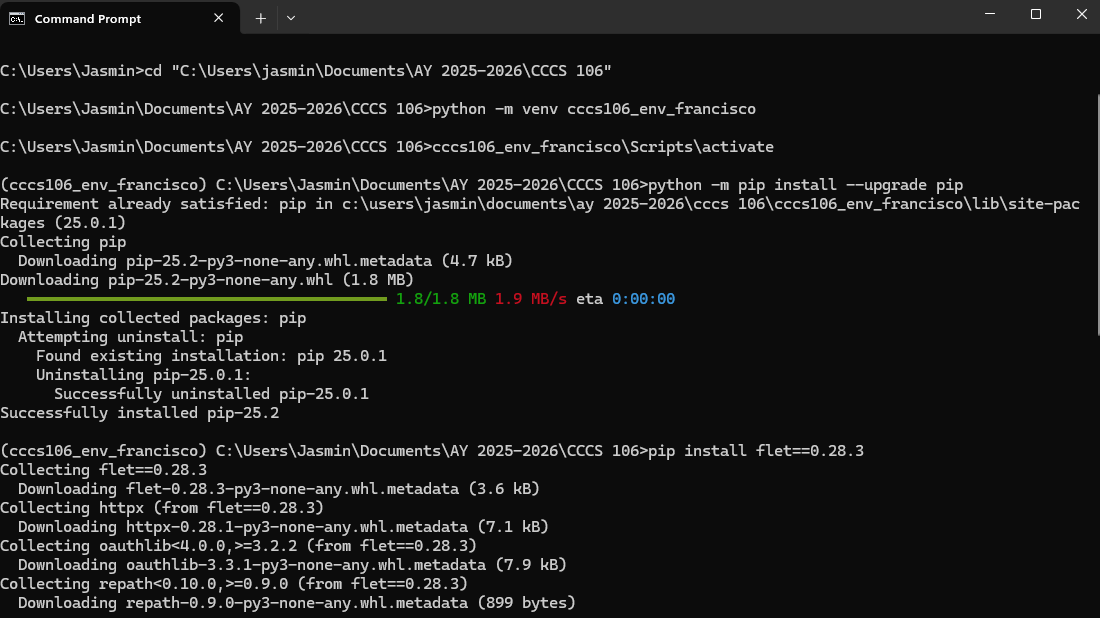 Command Prompt
C:\Users\Jasmin>cd "C:\Users\jasmin\Documents\AY 2025-2026\CCCS 106"
C:\Users\Jasmin\Documents\AY 2025-2026\CCCS 106>python -m venv cccs106_env_francisco
C:\Users\Jasmin\Documents\AY 2025-2026\CCCS 106>cccs106_env_francisco\Scripts\activate
(cccs106_env_francisco) C:\Users\Jasmin\Documents\AY 2025-2026\CCCS 106>python -m pip install --upgrade pip
Requirement already satisfied: pip in c:\users\jasmin\documents\ay 2025-2026\cccs 106\cccs106_env_francisco\lib\site-pac
kages (25.0.1)
Collecting pip
  Downloading pip-25.2-py3-none-any.whl.metadata (4.7 kB)
Downloading pip-25.2-py3-none-any.whl (1.8 MB)
1.8/1.8 MB 1.9 MB/s eta 0:00:00
Installing collected packages: pip
  Attempting uninstall: pip
    Found existing installation: pip 25.0.1
    Uninstalling pip-25.0.1:
      Successfully uninstalled pip-25.0.1
Successfully installed pip-25.2
(cccs106_env_francisco) C:\Users\Jasmin\Documents\AY 2025-2026\CCCS 106>pip install flet==0.28.3
Collecting flet==0.28.3
  Downloading flet-0.28.3-py3-none-any.whl.metadata (3.6 kB)
Collecting httpx (from flet==0.28.3)
  Downloading httpx-0.28.1-py3-none-any.whl.metadata (7.1 kB)
Collecting oauthlib<4.0.0,>=3.2.2 (from flet==0.28.3)
  Downloading oauthlib-3.3.1-py3-none-any.whl.metadata (7.9 kB)
Collecting repath<0.10.0,>=0.9.0 (from flet==0.28.3)
  Downloading repath-0.9.0-py3-none-any.whl.metadata (899 bytes)